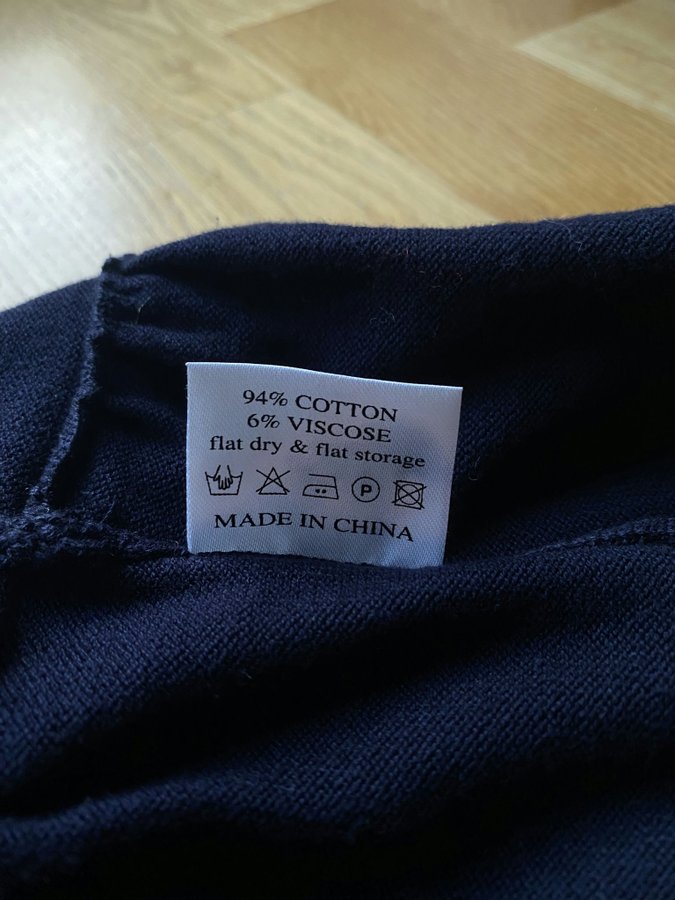 94% COTTON
6% VISCOSE
flat dry & flat storage
P
MADE IN CHINA